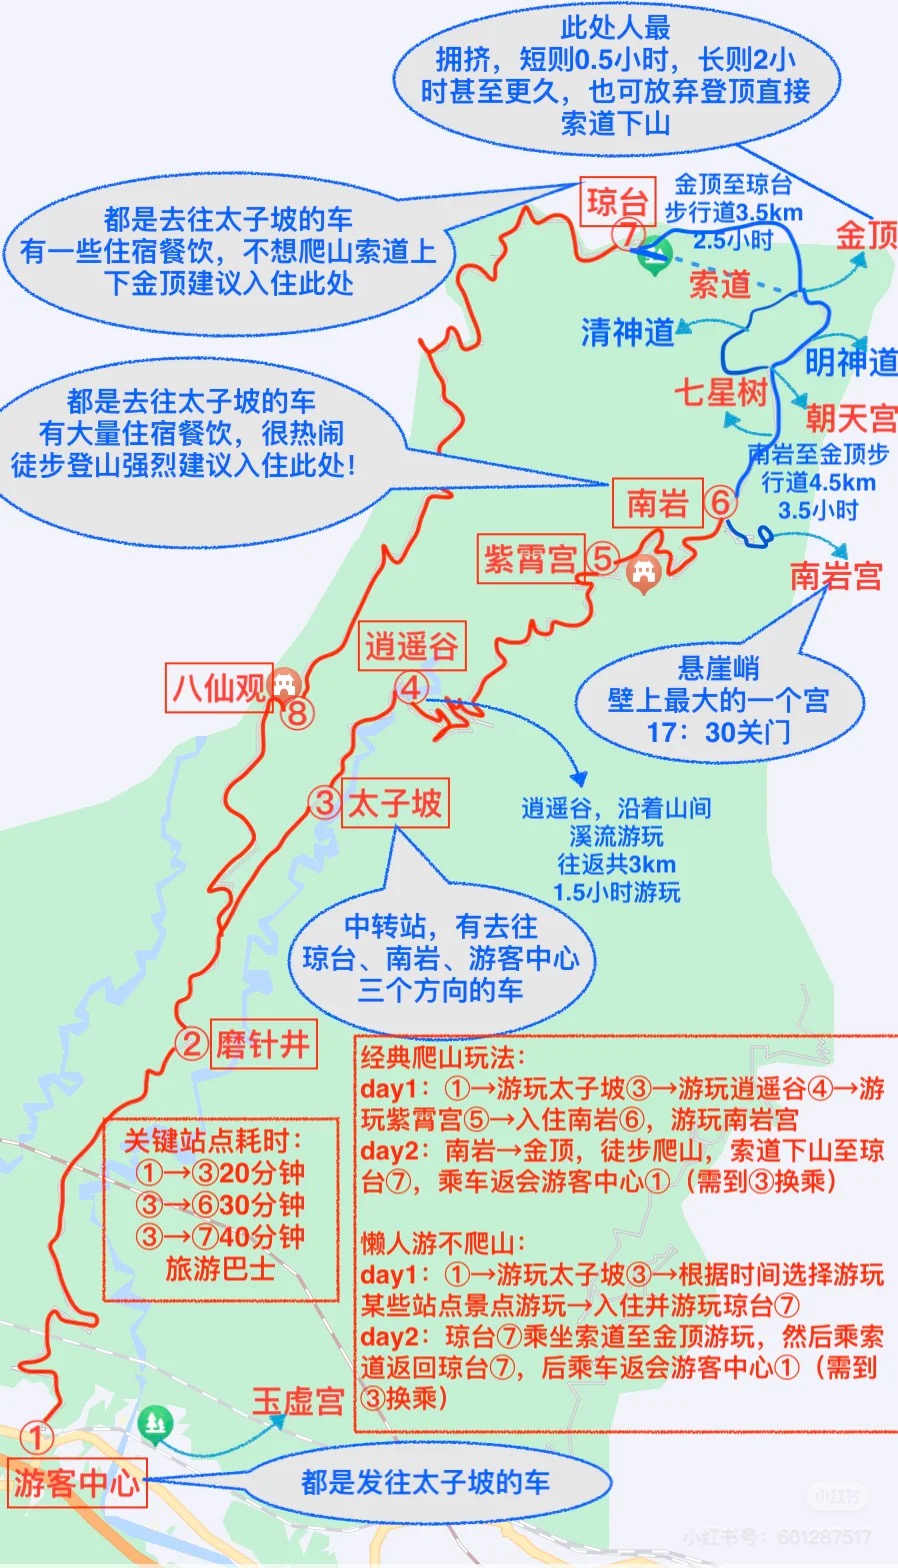 此处人最
拥挤，短则0.5小时，长则2小
时甚至更久，也可放弃登顶直接
索道下山
都是去往太子坡的车
有一些住宿餐饮，不想爬山索道上
下金顶建议入住此处
琼台
⑦
金顶至琼台
步行道3.5km
2.5小时
金顶
索道
清神道
明神道
都是去往太子坡的车
有大量住宿餐饮，很热闹
徒步登山强烈建议入住此处！
七星树
朝天宫
南岩至金顶步
行道4.5km
3.5小时
南岩
⑥
紫霄宫
⑤
南岩宫
逍遥谷
④
八仙观
⑧
悬崖峭
壁上最大的一个宫
17：30关门
③
太子坡
逍遥谷，沿着山间
溪流游玩
往返共3km
1.5小时游玩
中转站，有去往
琼台、南岩、游客中心
三个方向的车
②
磨针井
经典爬山玩法：
day1：①→游玩太子坡③→游玩逍遥谷④→游
玩紫霄宫⑤→入住南岩⑥，游玩南岩宫
day2：南岩→金顶，徒步爬山，索道下山至琼
台⑦，乘车返会游客中心①（需到③换乘）
懒人游不爬山：
day1：①→游玩太子坡③→根据时间选择游玩
某些站点景点游玩→入住并游玩琼台⑦
day2：琼台⑦乘坐索道至金顶游玩，然后乘索
道返回琼台⑦，后乘车返会游客中心①（需到
③换乘）
关键站点耗时：
①→③20分钟
③→⑥30分钟
③→⑦40分钟
旅游巴士
玉虚宫
①
游客中心
都是发往太子坡的车
小红书
小红书号：601287517